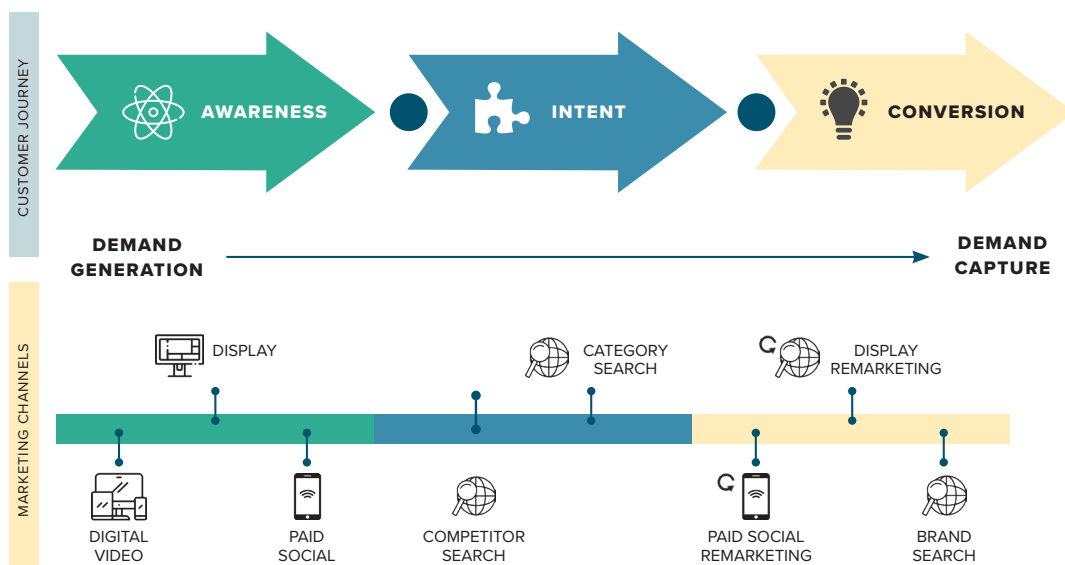 CUSTOMER JOURNEY
AWARENESS
INTENT
CONVERSION
DEMAND
GENERATION
DEMAND
CAPTURE
MARKETING CHANNELS
DISPLAY
CATEGORY
SEARCH
DISPLAY
REMARKETING
DIGITAL
VIDEO
PAID
SOCIAL
COMPETITOR
SEARCH
PAID SOCIAL
REMARKETING
BRAND
SEARCH